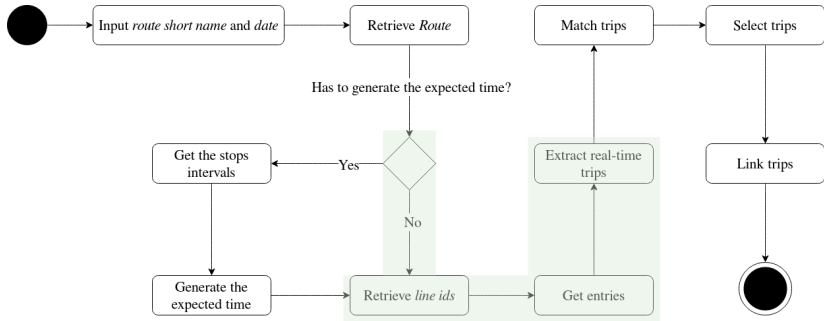 Input route short name and date
Retrieve Route
Match trips
Select trips
Has to generate the expected time?
Get the stops
intervals
Yes
Extract real-time
trips
Link trips
No
Generate the
expected time
Retrieve line ids
Get entries